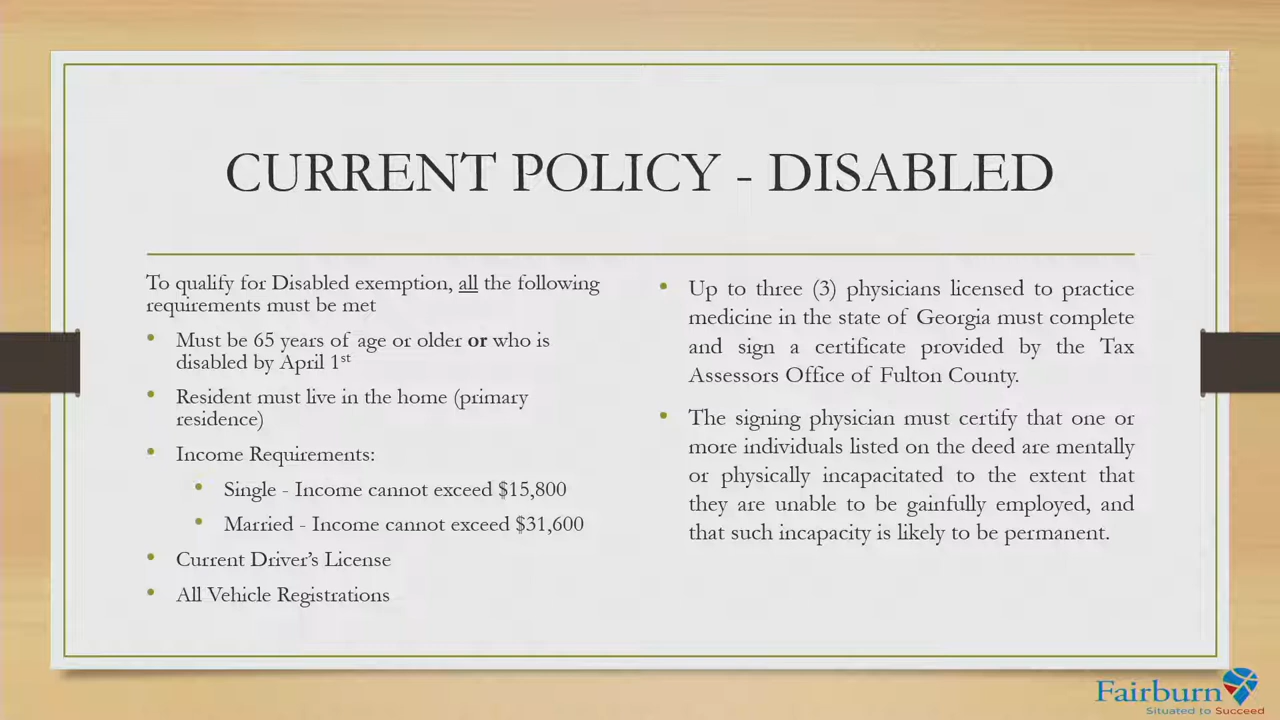 CURRENT POLICY - DISABLED
To qualify for Disabled exemption, all the following
requirements must be met
• Must be 65 years of age or older or who is
disabled by April 1st
• Resident must live in the home (primary
residence)
• Income Requirements:
• Single - Income cannot exceed $15,800
• Married - Income cannot exceed $31,600
• Current Driver's License
• All Vehicle Registrations
• Up to three (3) physicians licensed to practice
medicine in the state of Georgia must complete
and sign a certificate provided by the Tax
Assessors Office of Fulton County.
• The signing physician must certify that one or
more individuals listed on the deed are mentally
or physically incapacitated to the extent that
they are unable to be gainfully employed, and
that such incapacity is likely to be permanent.
Fairburn
Situated to Succeed